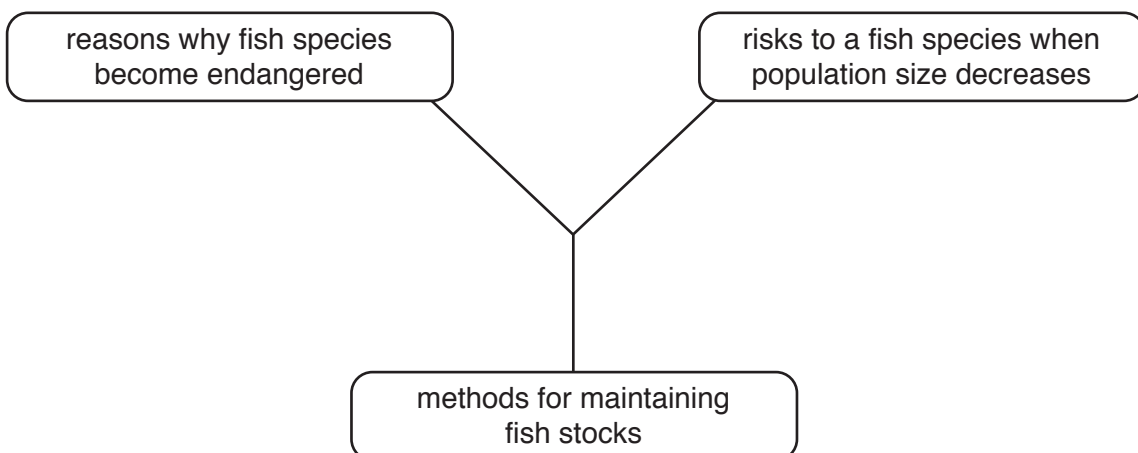 reasons why fish species
become endangered
risks to a fish species when
population size decreases
methods for maintaining
fish stocks